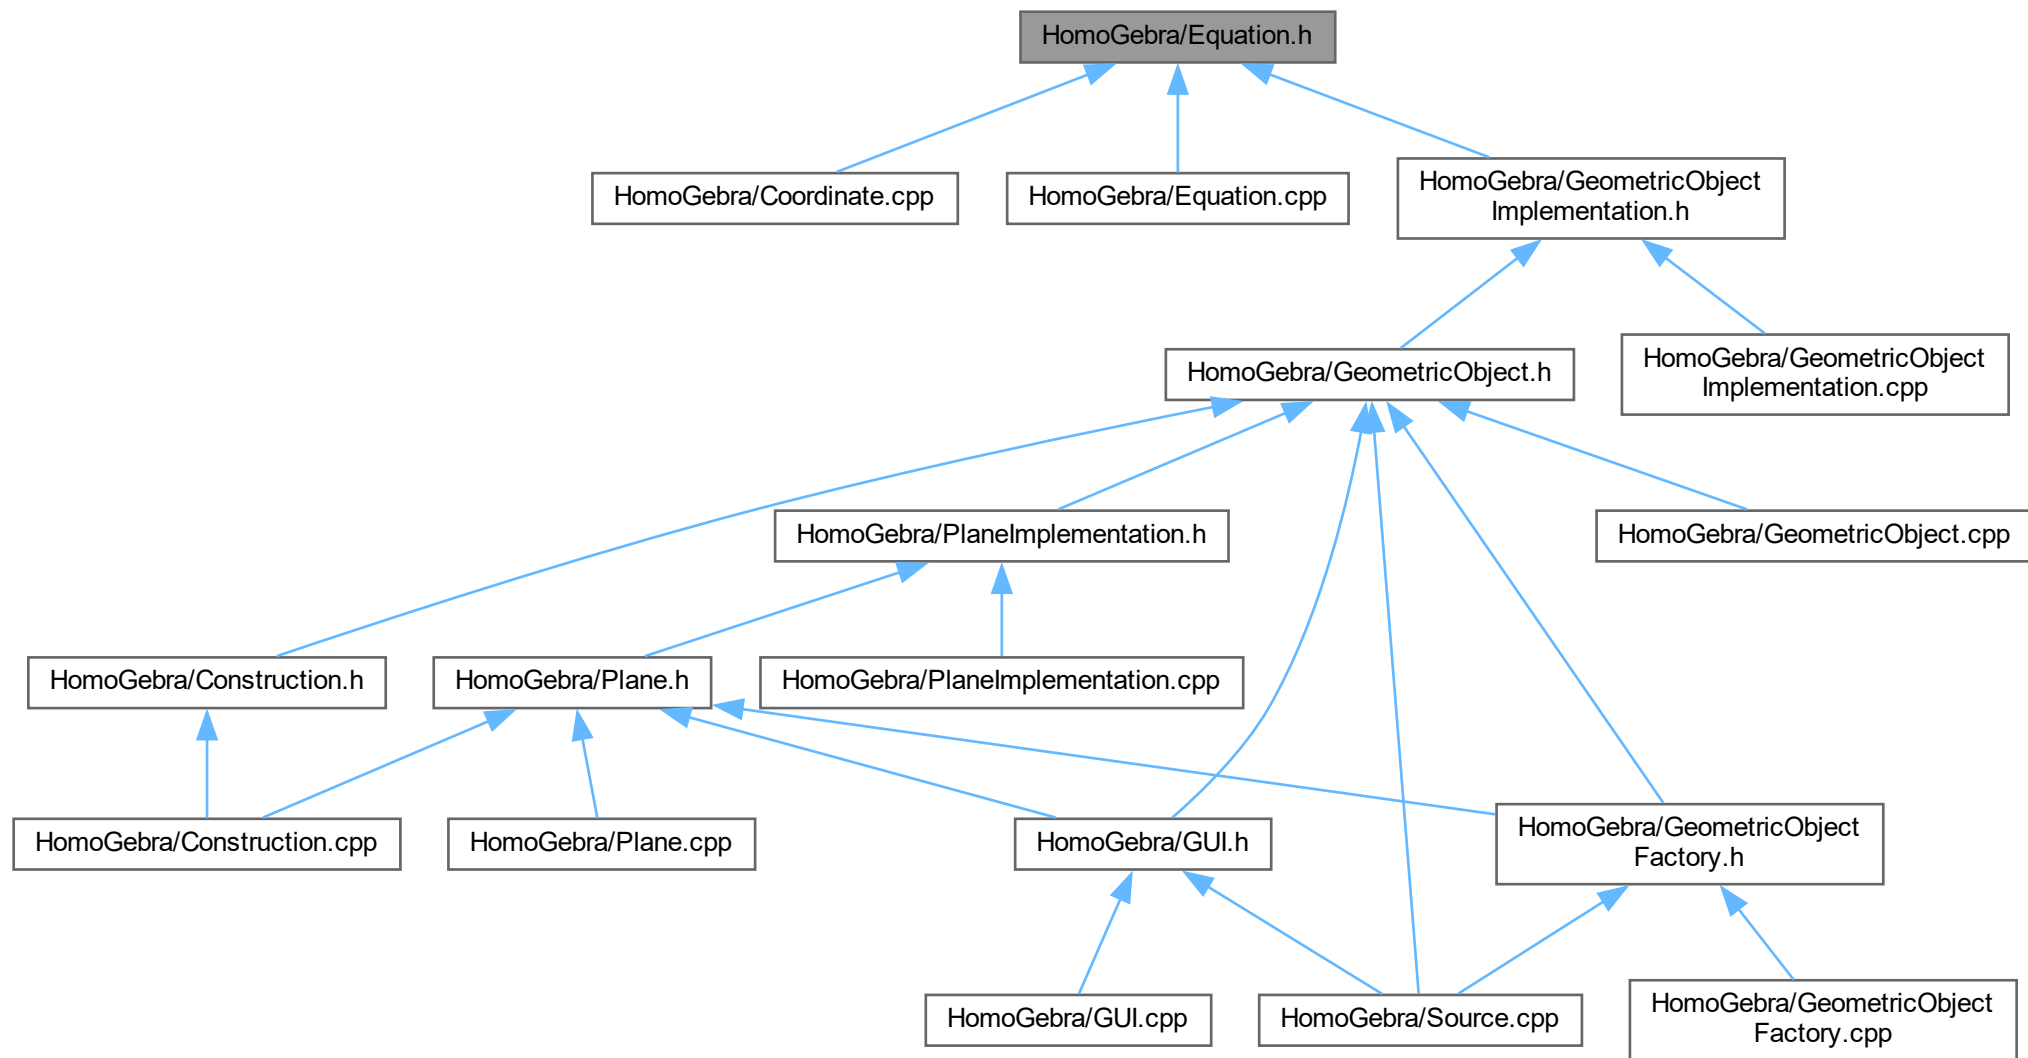 HomoGebra/Equation.h
HomoGebra/Coordinate.cpp
HomoGebra/Equation.cpp
HomoGebra/GeometricObject
Implementation.h
HomoGebra/GeometricObject.h
HomoGebra/GeometricObject
Implementation.cpp
HomoGebra/PlaneImplementation.h
HomoGebra/GeometricObject.cpp
HomoGebra/Construction.h
HomoGebra/Plane.h
HomoGebra/PlaneImplementation.cpp
HomoGebra/Construction.cpp
HomoGebra/Plane.cpp
HomoGebra/GUI.h
HomoGebra/GeometricObject
Factory.h
HomoGebra/GUI.cpp
HomoGebra/Source.cpp
HomoGebra/GeometricObject
Factory.cpp